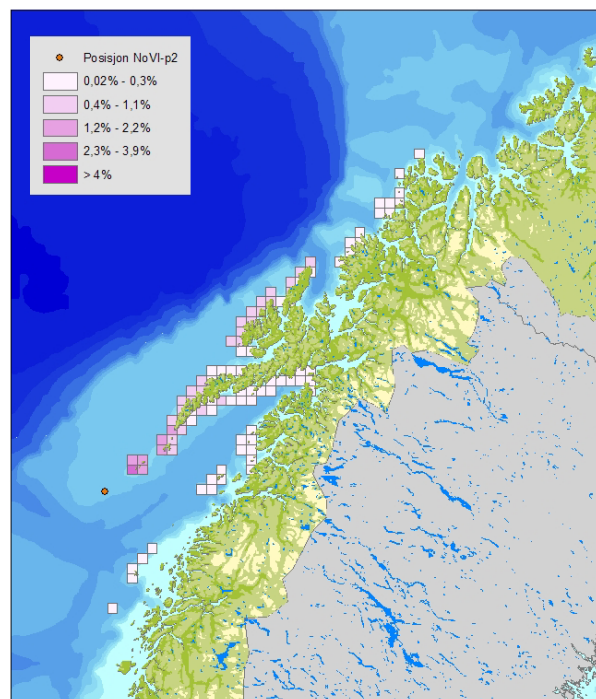 Posisjon NoVI-p2
0,02% - 0,3%
0,4% - 1,1%
1,2% - 2,2%
2,3% - 3,9%
> 4%